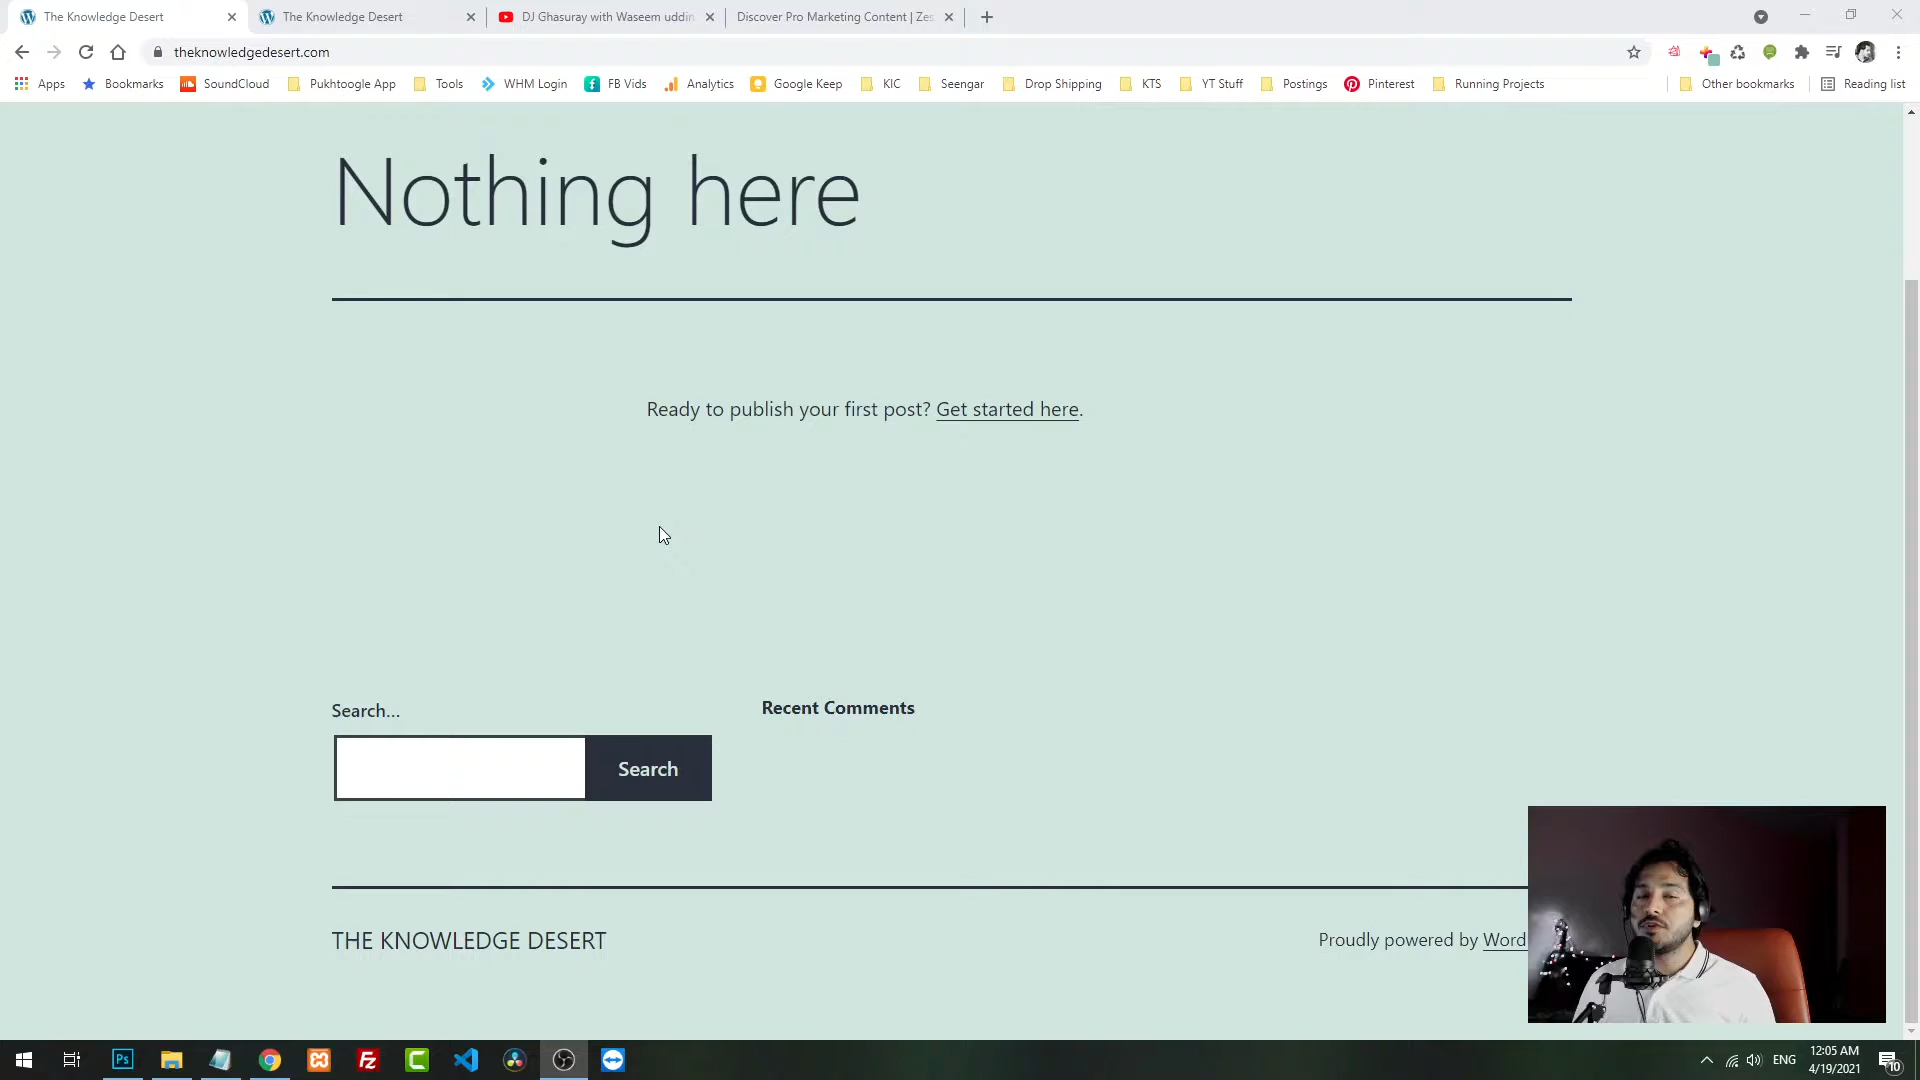 The Knowledge Desert
The Knowledge Desert
DJ Ghasuray with Waseem uddin
Discover Pro Marketing Content | Zes
theknowledgedesert.com
Apps
Bookmarks
SoundCloud
Pukhtoogle App
Tools
WHM Login
FB Vids
Analytics
Google Keep
KIC
Seengar
Drop Shipping
KTS
YT Stuff
Postings
Pinterest
Running Projects
Other bookmarks
Reading list
Nothing here
Ready to publish your first post? Get started here.
Search…
Recent Comments
Search
THE KNOWLEDGE DESERT
Proudly powered by Word
Ps
ENG
12:05 AM
4/19/2021
10